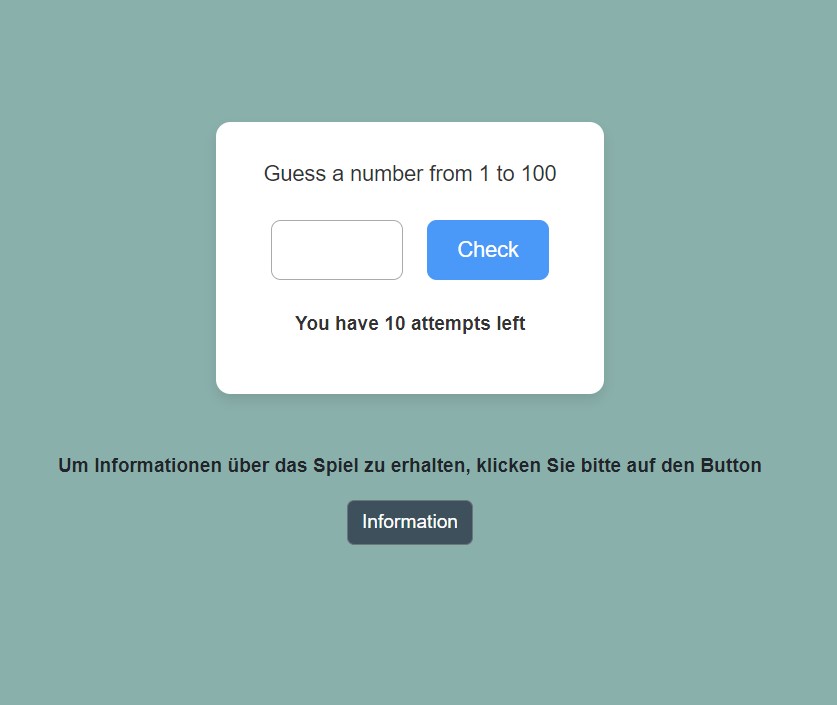 Guess a number from 1 to 100
Check
You have 10 attempts left
Um Informationen über das Spiel zu erhalten, klicken Sie bitte auf den Button
Information